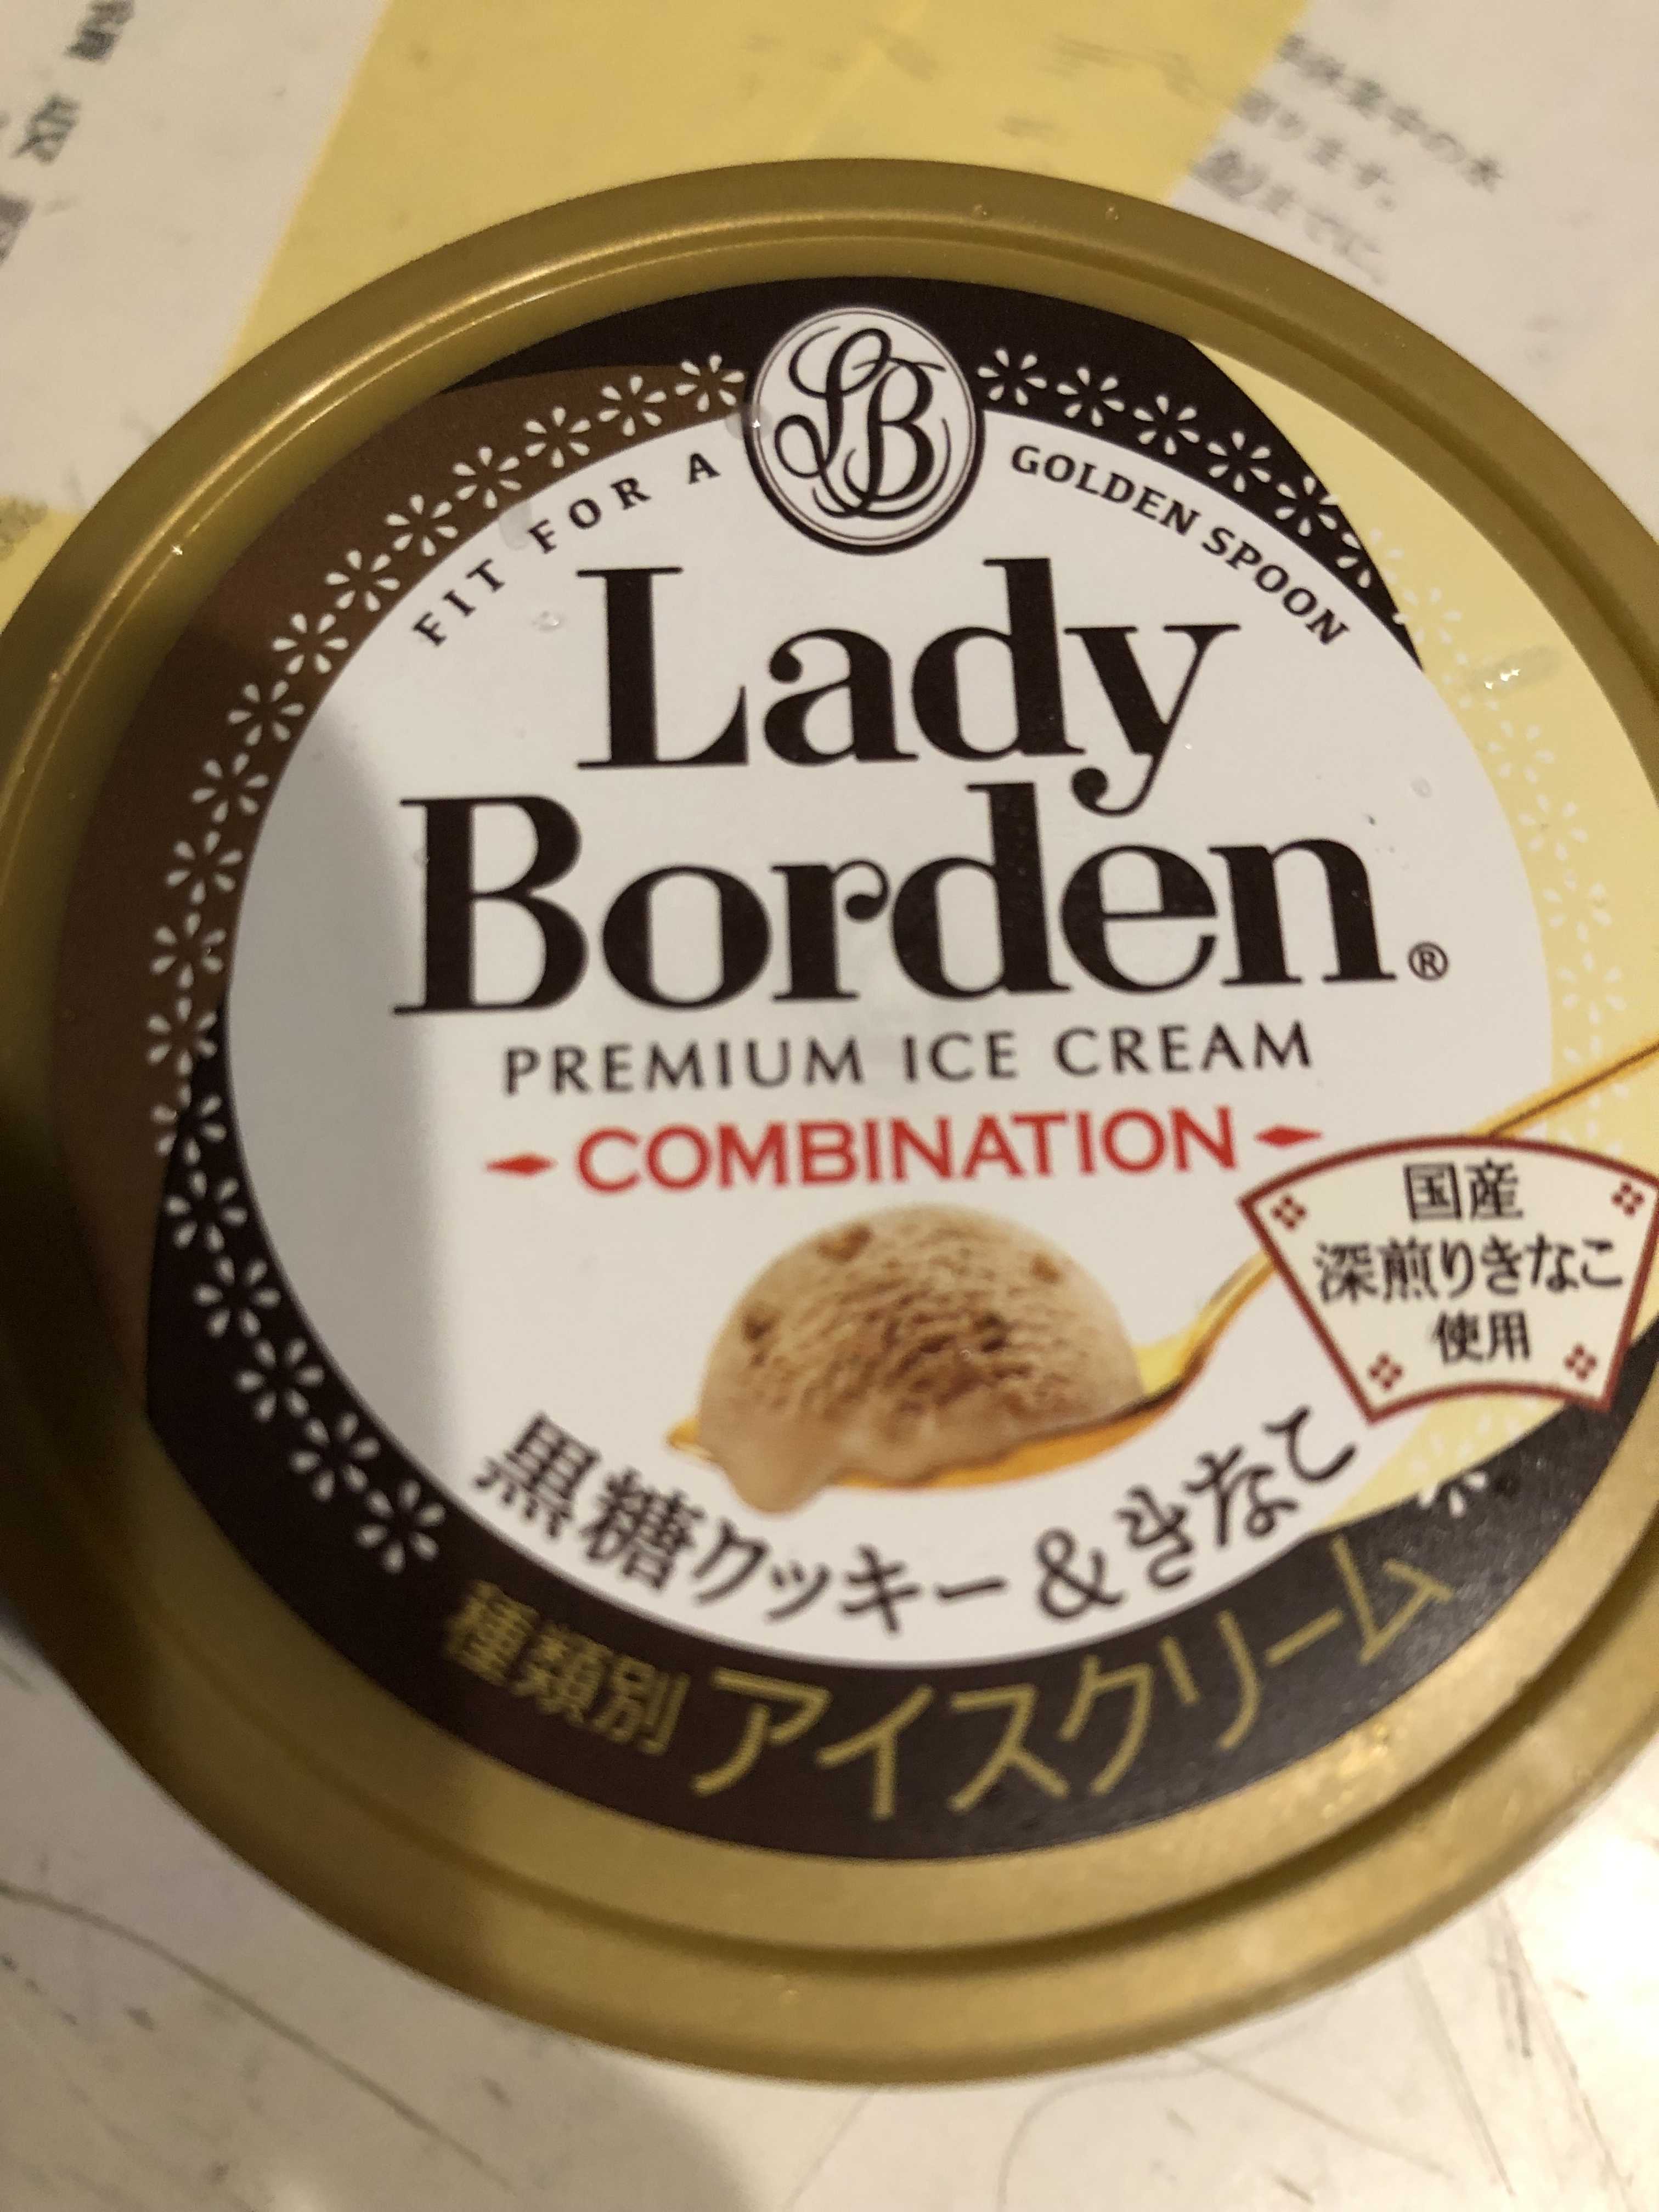 LB
FIT FOR A GOLDEN SPOON
Lady
Borden®
PREMIUM ICE CREAM
COMBINATION
国産
深煎りきなこ
使用
黒糖クッキー&きなこ
種類別 アイスクリーム